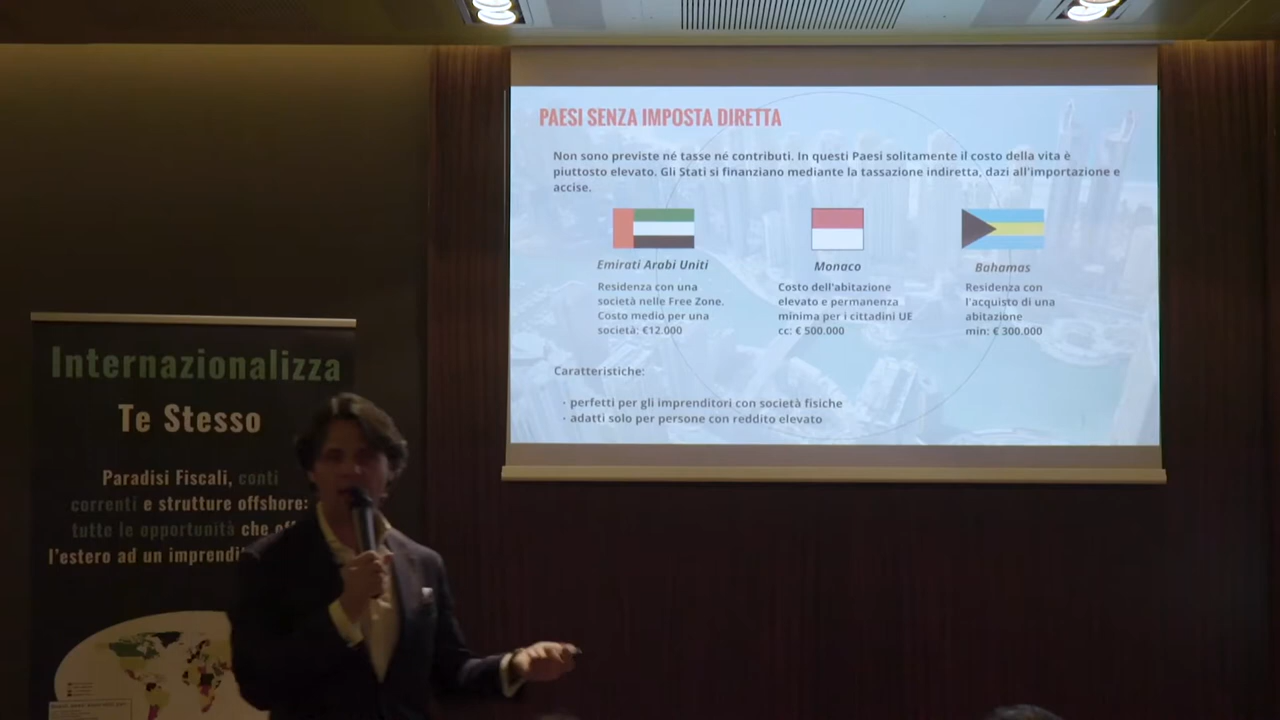 PAESI SENZA IMPOSTA DIRETTA
Non sono previste né tasse né contributi. In questi Paesi solitamente il costo della vita è
piuttosto elevato. Gli Stati si finanziano mediante la tassazione indiretta, dazi all'importazione e
accise.
Emirati Arabi Uniti
Residenza con una
società nelle Free Zone.
Costo medio per una
società: €12.000
Monaco
Costo dell'abitazione
elevato e permanenza
minima per i cittadini UE
cc: € 500.000
Bahamas
Residenza con
l'acquisto di una
abitazione
min: € 300.000
Caratteristiche:
· perfetti per gli imprenditori con società fisiche
· adatti solo per persone con reddito elevato
Internazionalizza
Te Stesso
Paradisi Fiscali, conti
correnti e strutture offshore:
tutte le opportunità che
l'estero ad un